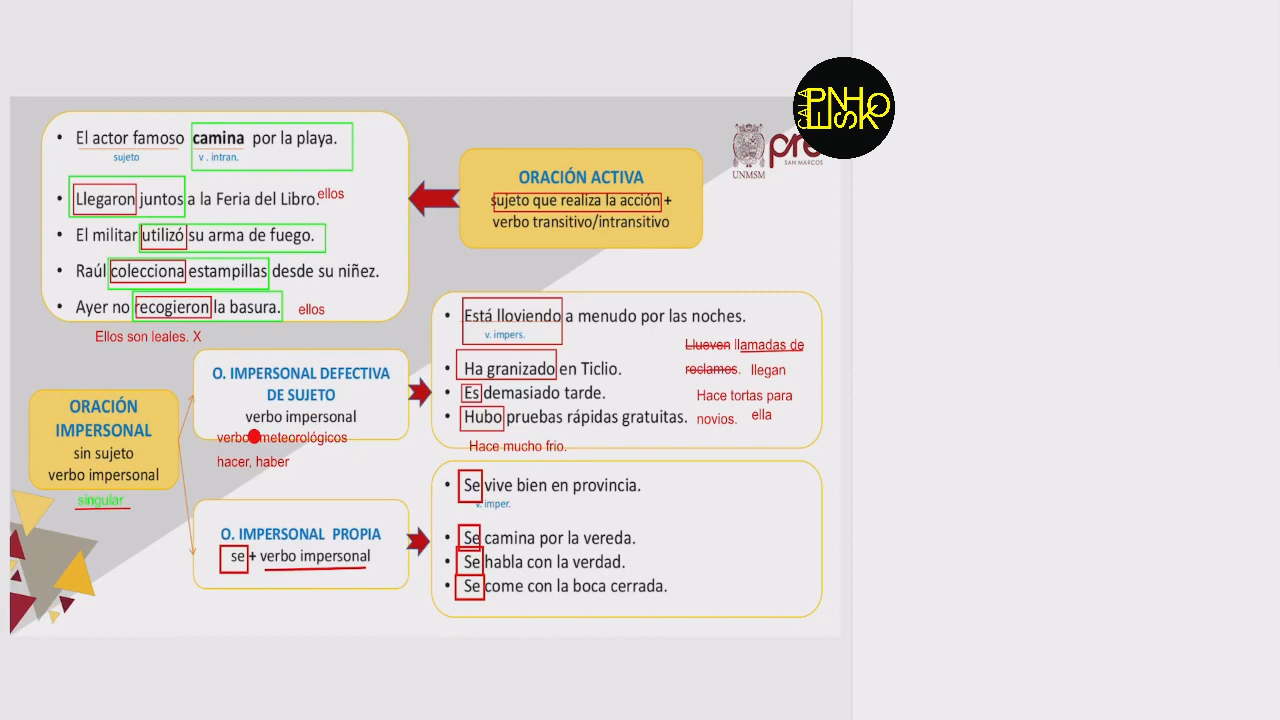 • El actor famoso camina por la playa.
sujeto v . intran.
• Llegaron juntos a la Feria del Libro. ellos
• El militar utilizó su arma de fuego.
• Raúl colecciona estampillas desde su niñez.
• Ayer no recogieron la basura. ellos
Ellos son leales. X
ORACIÓN ACTIVA
sujeto que realiza la acción +
verbo transitivo/intransitivo
UNMSM
SAN MARCOS
ORACIÓN
IMPERSONAL
sin sujeto
verbo impersonal
singular
O. IMPERSONAL DEFECTIVA
DE SUJETO
verbo impersonal
meteorológicos
hacer, haber
• Está lloviendo a menudo por las noches.
v. impers.
• Ha granizado en Ticlio.
• Es demasiado tarde.
• Hubo pruebas rápidas gratuitas.
Hace mucho frio.
Llueven llamadas de
reclamos. llegan
Hace tortas para
novios. ella
O. IMPERSONAL PROPIA
se + verbo impersonal
• Se vive bien en provincia.
v. imper.
• Se camina por la vereda.
• Se habla con la verdad.
• Se come con la boca cerrada.